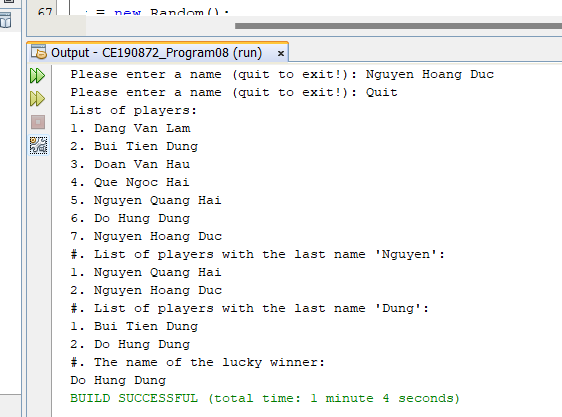 67
= new Random();
Output - CE190872_Program08 (run) ×
Please enter a name (quit to exit!): Nguyen Hoang Duc
Please enter a name (quit to exit!): Quit
List of players:
1. Dang Van Lam
2. Bui Tien Dung
3. Doan Van Hau
4. Que Ngoc Hai
5. Nguyen Quang Hai
6. Do Hung Dung
7. Nguyen Hoang Duc
#. List of players with the last name 'Nguyen':
1. Nguyen Quang Hai
2. Nguyen Hoang Duc
#. List of players with the last name 'Dung':
1. Bui Tien Dung
2. Do Hung Dung
#. The name of the lucky winner:
Do Hung Dung
BUILD SUCCESSFUL (total time: 1 minute 4 seconds)